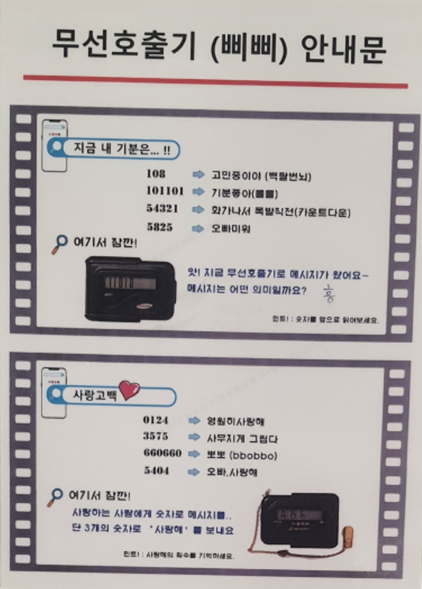 무선호출기 (삐삐) 안내문
지금 내 기분은... !!
108 ➡ 고민중이야 (백팔번뇌)
101101 ➡ 기분좋아(룰룰)
54321 ➡ 화가나서 폭발직전(카운트다운)
5825 ➡ 오빠미워
여기서 잠깐!
앗! 지금 무선호출기로 메시지가 왔어요~
메시지는 어떤 의미일까요?
힌트! : 숫자를 옆으로 읽어보세요.
사랑고백
0124 ➡ 영원히사랑해
3575 ➡ 사무치게 그립다
660660 ➡ 뽀뽀 (bbobbo)
5404 ➡ 오빠,사랑해
여기서 잠깐!
사랑하는 사람에게 숫자로 메시지를..
단 3개의 숫자로 '사랑해' 를 보내요
힌트! : 사랑해의 획수를 기억하세요.